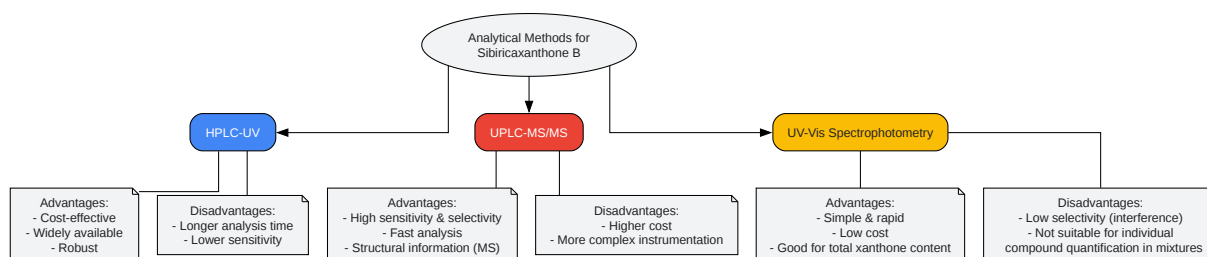 Analytical Methods for
Sibiricaxanthone B
HPLC-UV
UPLC-MS/MS
UV-Vis Spectrophotometry
Advantages:
- Cost-effective
- Widely available
- Robust
Disadvantages:
- Longer analysis time
- Lower sensitivity
Advantages:
- High sensitivity & selectivity
- Fast analysis
- Structural information (MS)
Disadvantages:
- Higher cost
- More complex instrumentation
Advantages:
- Simple & rapid
- Low cost
- Good for total xanthone content
Disadvantages:
- Low selectivity (interference)
- Not suitable for individual
compound quantification in mixtures